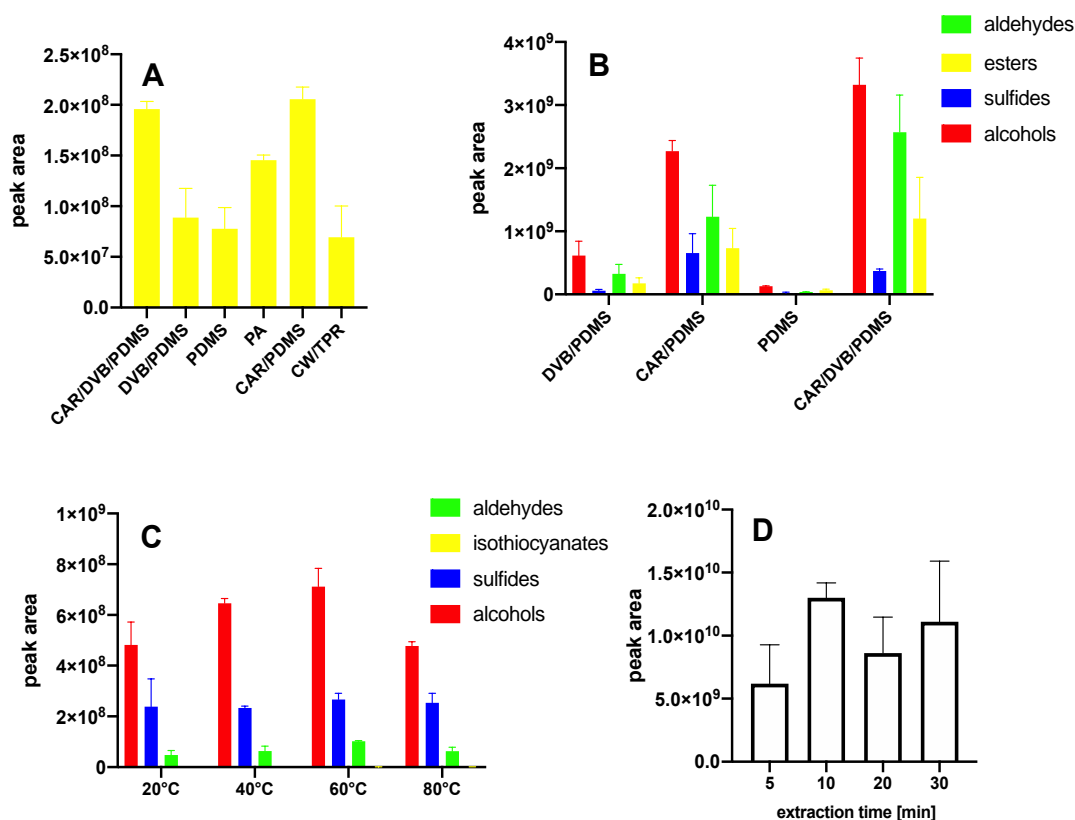 A
peak area
2.5×10⁸
2.0×10⁸
1.5×10⁸
1.0×10⁸
5.0×10⁷
0.0
CAR/DVB/PDMS
DVB/PDMS
PDMS
PA
CAR/PDMS
CW/TPR
B
peak area
4×10⁹
3×10⁹
2×10⁹
1×10⁹
0
DVB/PDMS
CAR/PDMS
PDMS
CAR/DVB/PDMS
aldehydes
esters
sulfides
alcohols
C
peak area
1×10⁹
8×10⁸
6×10⁸
4×10⁸
2×10⁸
0
20°C 40°C 60°C 80°C
aldehydes
isothiocyanates
sulfides
alcohols
D
peak area
2.0×10¹⁰
1.5×10¹⁰
1.0×10¹⁰
5.0×10⁹
0.0
5 10 20 30
extraction time [min]